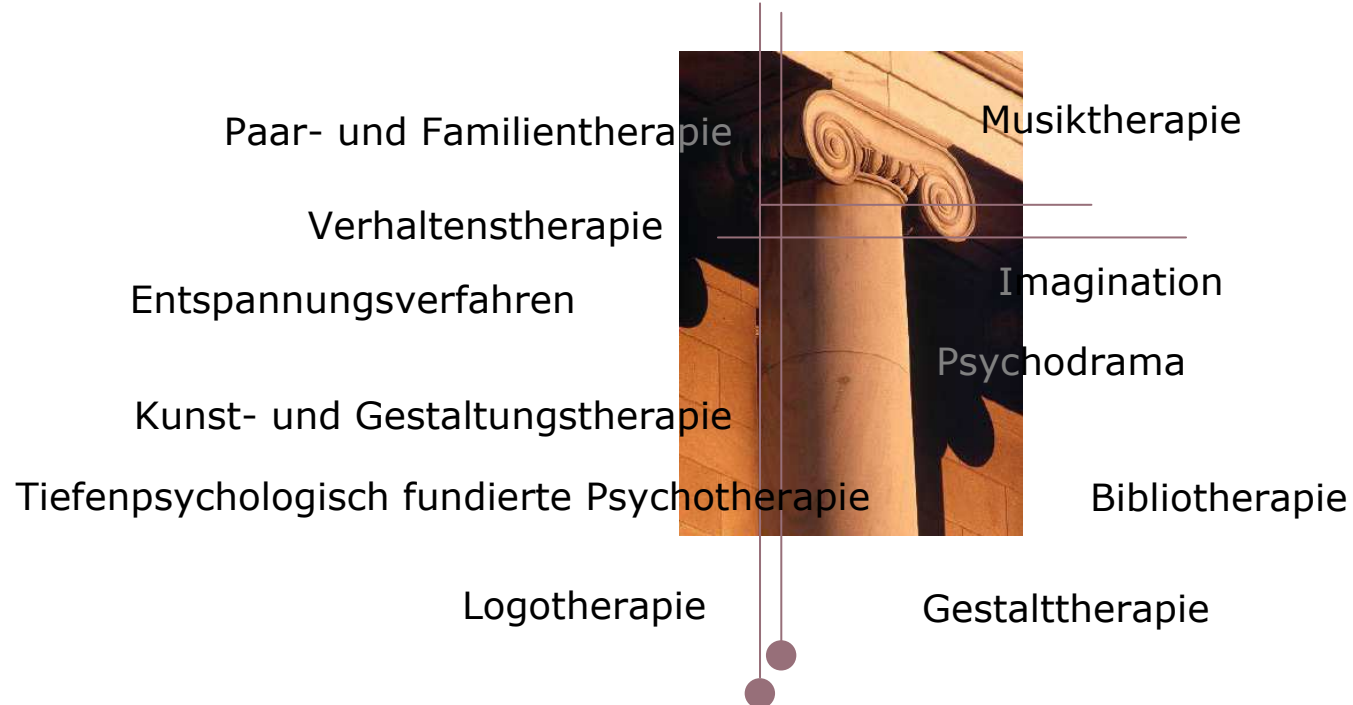 Paar- und Familientherapie
Musiktherapie
Verhaltenstherapie
Imagination
Entspannungsverfahren
Psychodrama
Kunst- und Gestaltungstherapie
Tiefenpsychologisch fundierte Psychotherapie
Bibliotherapie
Logotherapie
Gestalttherapie